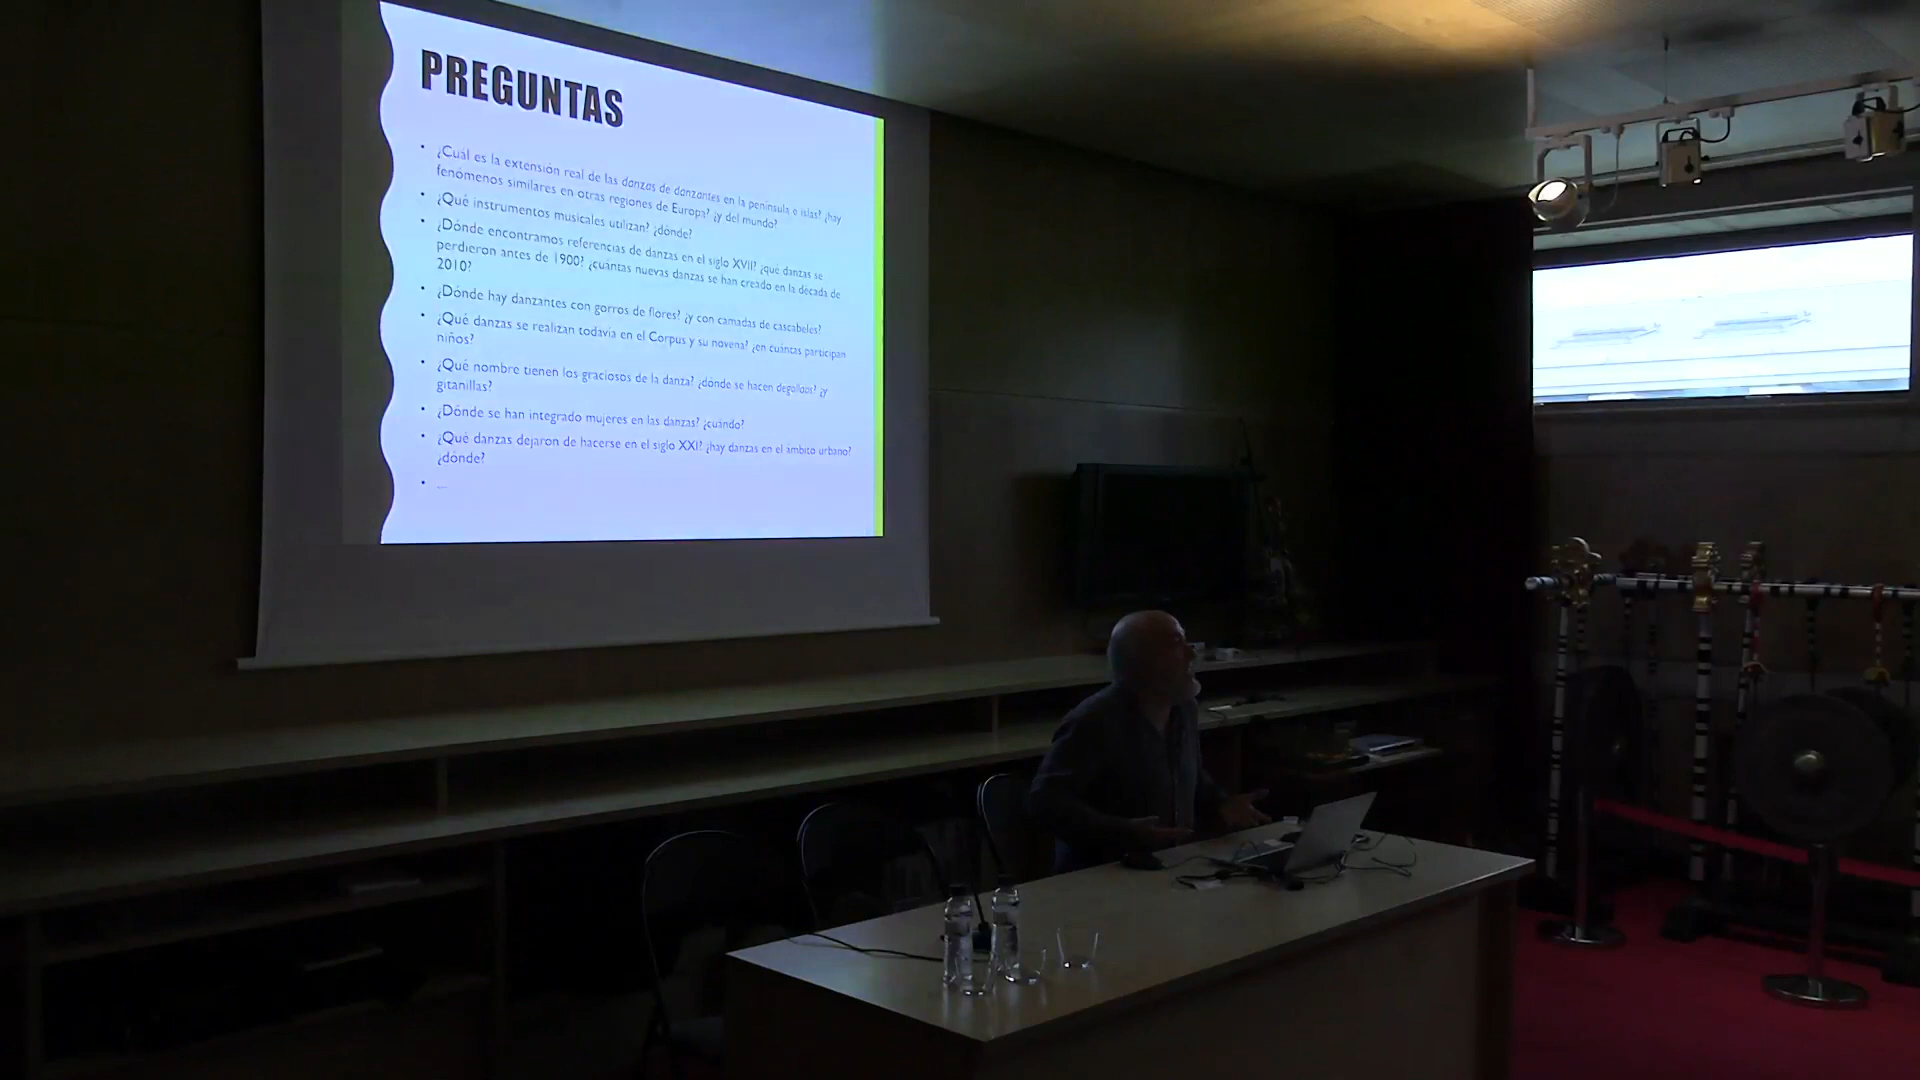 PREGUNTAS
• ¿Cuál es la extensión real de las danzas de danzantes en la península e islas? ¿hay
fenómenos similares en otras regiones de Europa? ¿y del mundo?
• ¿Qué instrumentos musicales utilizan? ¿dónde?
• ¿Dónde encontramos referencias de danzas en el siglo XVII? ¿qué danzas se
perdieron antes de 1900? ¿cuántas nuevas danzas se han creado en la década de
2010?
• ¿Dónde hay danzantes con gorros de flores? ¿y con camadas de cascabeles?
• ¿Qué danzas se realizan todavía en el Corpus y su novena? ¿en cuántas participan
niños?
• ¿Qué nombre tienen los graciosos de la danza? ¿dónde se hacen degollaos? ¿y
gitanillas?
• ¿Dónde se han integrado mujeres en las danzas? ¿cuándo?
• ¿Qué danzas dejaron de hacerse en el siglo XXI? ¿hay danzas en el ámbito urbano?
¿dónde?
• ...